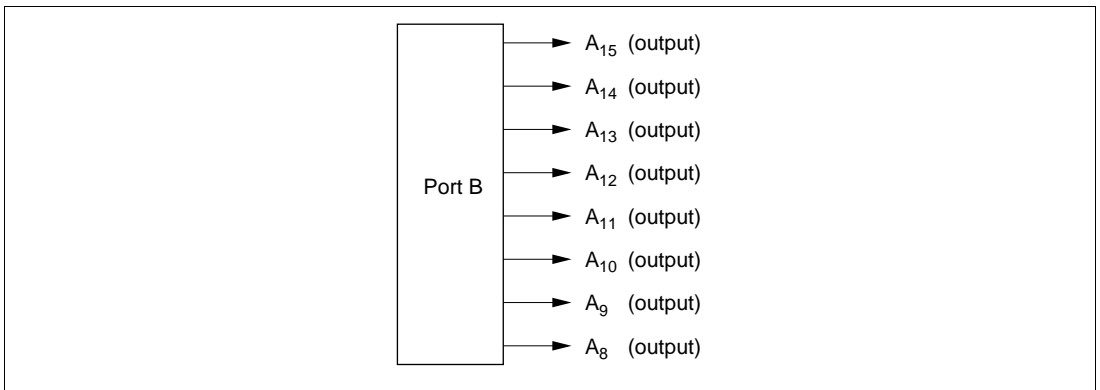 A15 (output)
A14 (output)
A13 (output)
A12 (output)
Port B
A11 (output)
A10 (output)
A9 (output)
A8 (output)